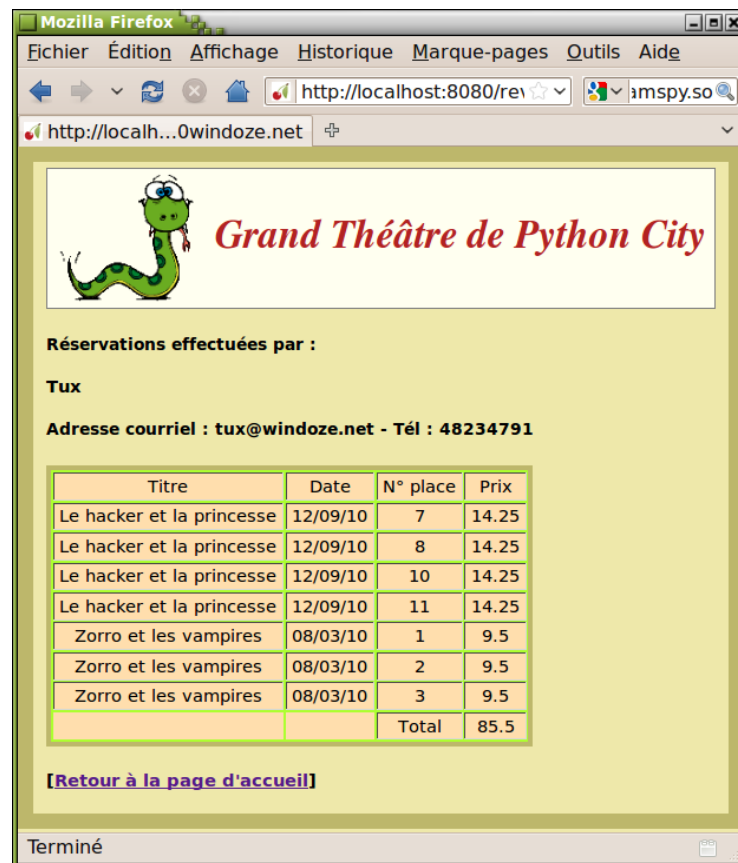 Mozilla Firefox
Fichier Édition Affichage Historique Marque-pages Outils Aide
http://localhost:8080/rev amspy.so
http://localh...0windoze.net
Grand Théâtre de Python City
Réservations effectuées par :
Tux
Adresse courriel : tux@windoze.net - Tél : 48234791
Titre Date N° place Prix
Le hacker et la princesse 12/09/10 7 14.25
Le hacker et la princesse 12/09/10 8 14.25
Le hacker et la princesse 12/09/10 10 14.25
Le hacker et la princesse 12/09/10 11 14.25
Zorro et les vampires 08/03/10 1 9.5
Zorro et les vampires 08/03/10 2 9.5
Zorro et les vampires 08/03/10 3 9.5
Total 85.5
[Retour à la page d'accueil]
Terminé